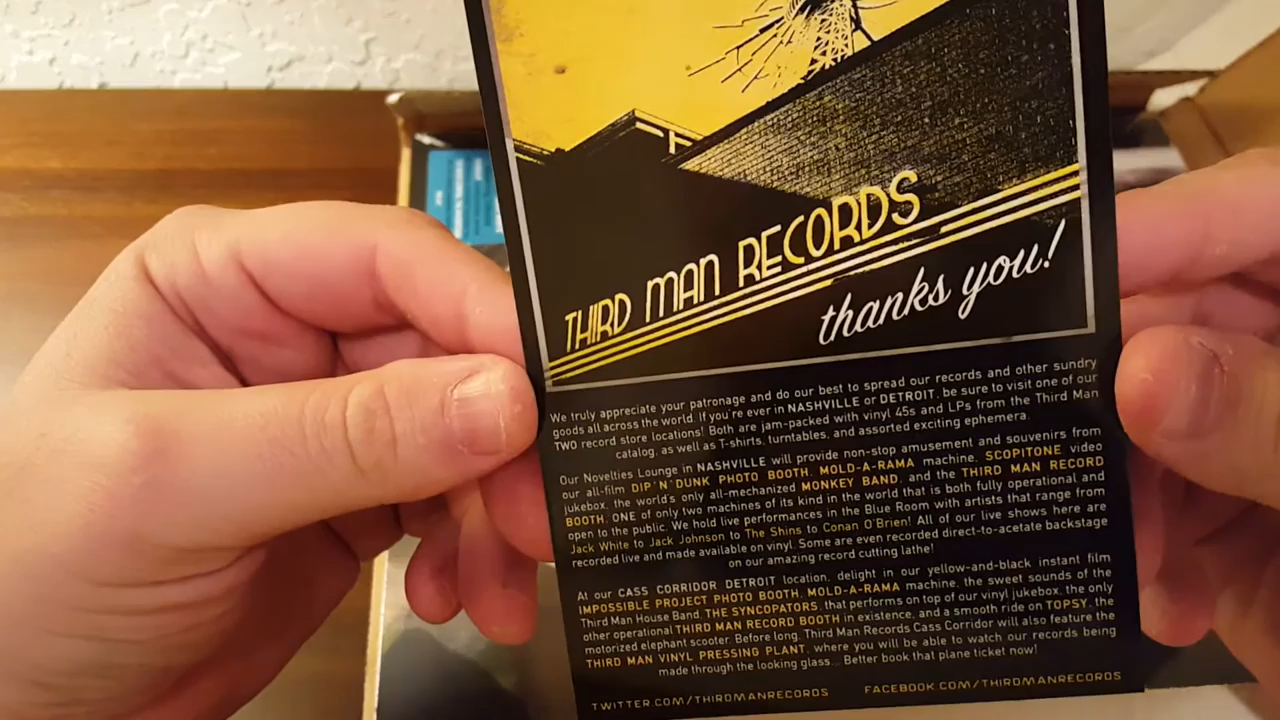 THIRD MAN RECORDS
thanks you!
We truly appreciate your patronage and do our best to spread our records and other sundry
goods all across the world. If you're ever in NASHVILLE or DETROIT, be sure to visit one of our
TWO record store locations! Both are jam-packed with vinyl 45s and LPs from the Third Man
catalog, as well as T-shirts, turntables, and assorted exciting ephemera.
Our Novelties Lounge in NASHVILLE will provide non-stop amusement and souvenirs from
our all-film DIP'N'DUNK PHOTO BOOTH, MOLD-A-RAMA machine, SCOPITONE video
jukebox, the world's only all-mechanized MONKEY BAND, and the THIRD MAN RECORD
BOOTH, ONE of only two machines of its kind in the world that is both fully operational and
open to the public. We hold live performances in the Blue Room with artists that range from
Jack White to Jack Johnson to The Shins to Conan O'Brien! All of our live shows here are
recorded live and made available on vinyl. Some are even recorded direct-to-acetate backstage
on our amazing record cutting lathe!
At our CASS CORRIDOR DETROIT location, delight in our yellow-and-black instant film
IMPOSSIBLE PROJECT PHOTO BOOTH, MOLD-A-RAMA machine, the sweet sounds of the
Third Man House Band, THE SYNCOPATORS, that performs on top of our vinyl jukebox, the only
other operational THIRD MAN RECORD BOOTH in existence, and a smooth ride on TOPSY, the
motorized elephant scooter. Before long, Third Man Records Cass Corridor will also feature the
THIRD MAN VINYL PRESSING PLANT, where you will be able to watch our records being
made through the looking glass... Better book that plane ticket now!
TWITTER.COM/THIRDMANRECORDS FACEBOOK.COM/THIRDMANRECORDS